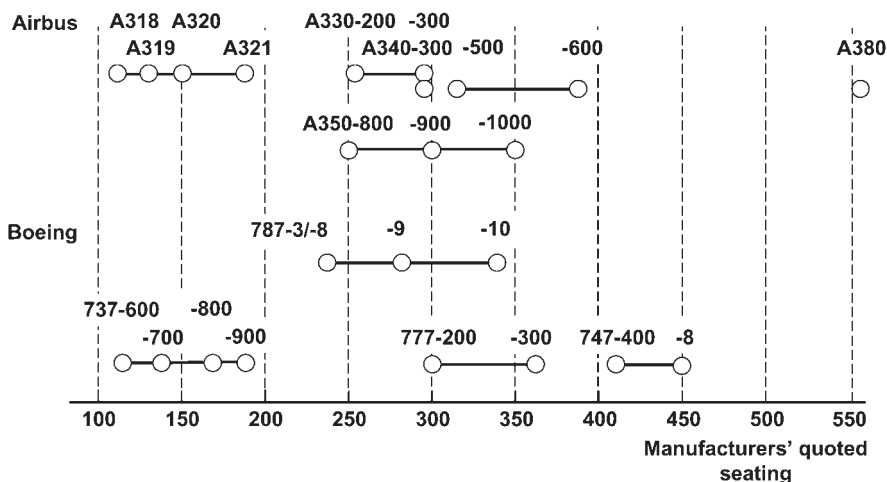 Airbus
A318 A320 A330-200 -300
A319 A321 A340-300 -500 -600 A380
A350-800 -900 -1000
Boeing
787-3/-8 -9 -10
737-600 -800
-700 -900 777-200 -300 747-400 -8
100 150 200 250 300 350 400 450 500 550
Manufacturers’ quoted
seating